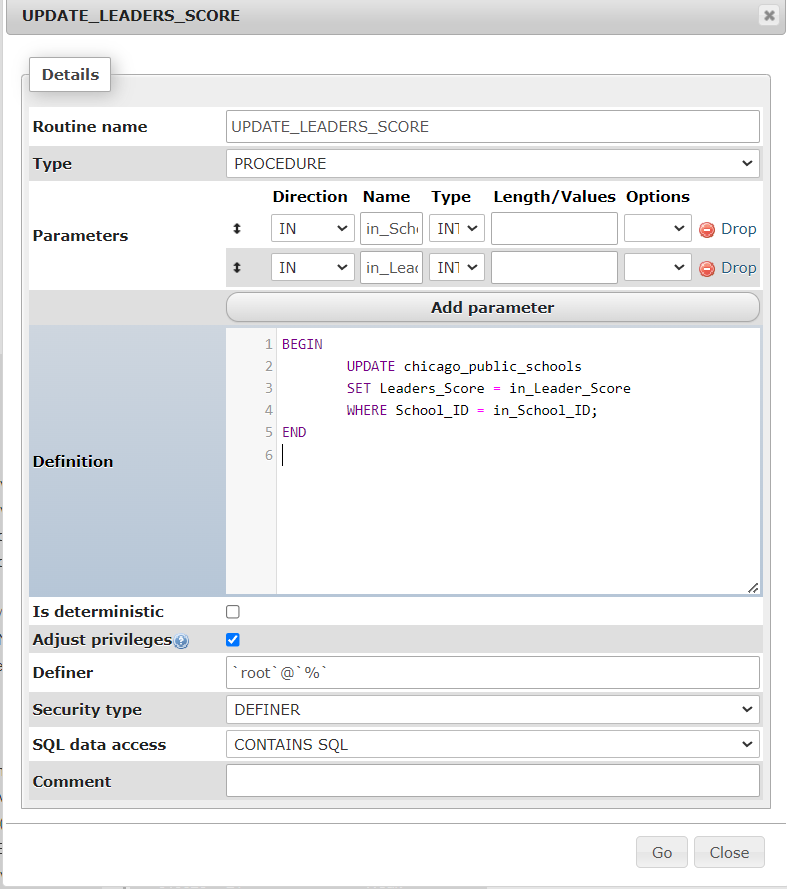 UPDATE_LEADERS_SCORE
Details
Routine name UPDATE_LEADERS_SCORE
Type PROCEDURE
Parameters
Direction Name Type Length/Values Options
IN in_Sch INT Drop
IN in_Lead INT Drop
Add parameter
Definition
1 BEGIN
2 UPDATE chicago_public_schools
3 SET Leaders_Score = in_Leader_Score
4 WHERE School_ID = in_School_ID;
5 END
6
Is deterministic
Adjust privileges
Definer `root`@`%`
Security type DEFINER
SQL data access CONTAINS SQL
Comment
Go Close